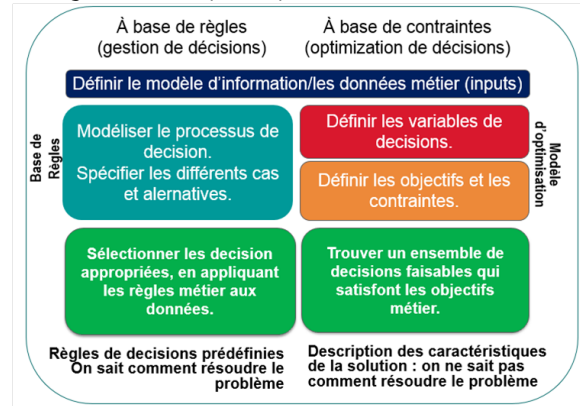 À base de règles
(gestion de décisions)
À base de contraintes
(optimization de décisions)
Définir le modèle d'information/les données métier (inputs)
Base de
Règles
Modéliser le processus de
decision.
Spécifier les différents cas
et alernatives.
Définir les variables de
decisions.
Définir les objectifs et les
contraintes.
Modèle
d'optimisation
Sélectionner les decision
appropriées, en appliquant
les règles métier aux
données.
Trouver un ensemble de
decisions faisables qui
satisfont les objectifs
métier.
Règles de decisions prédéfinies
On sait comment résoudre le
problème
Description des caractéristiques
de la solution : on ne sait pas
comment résoudre le problème